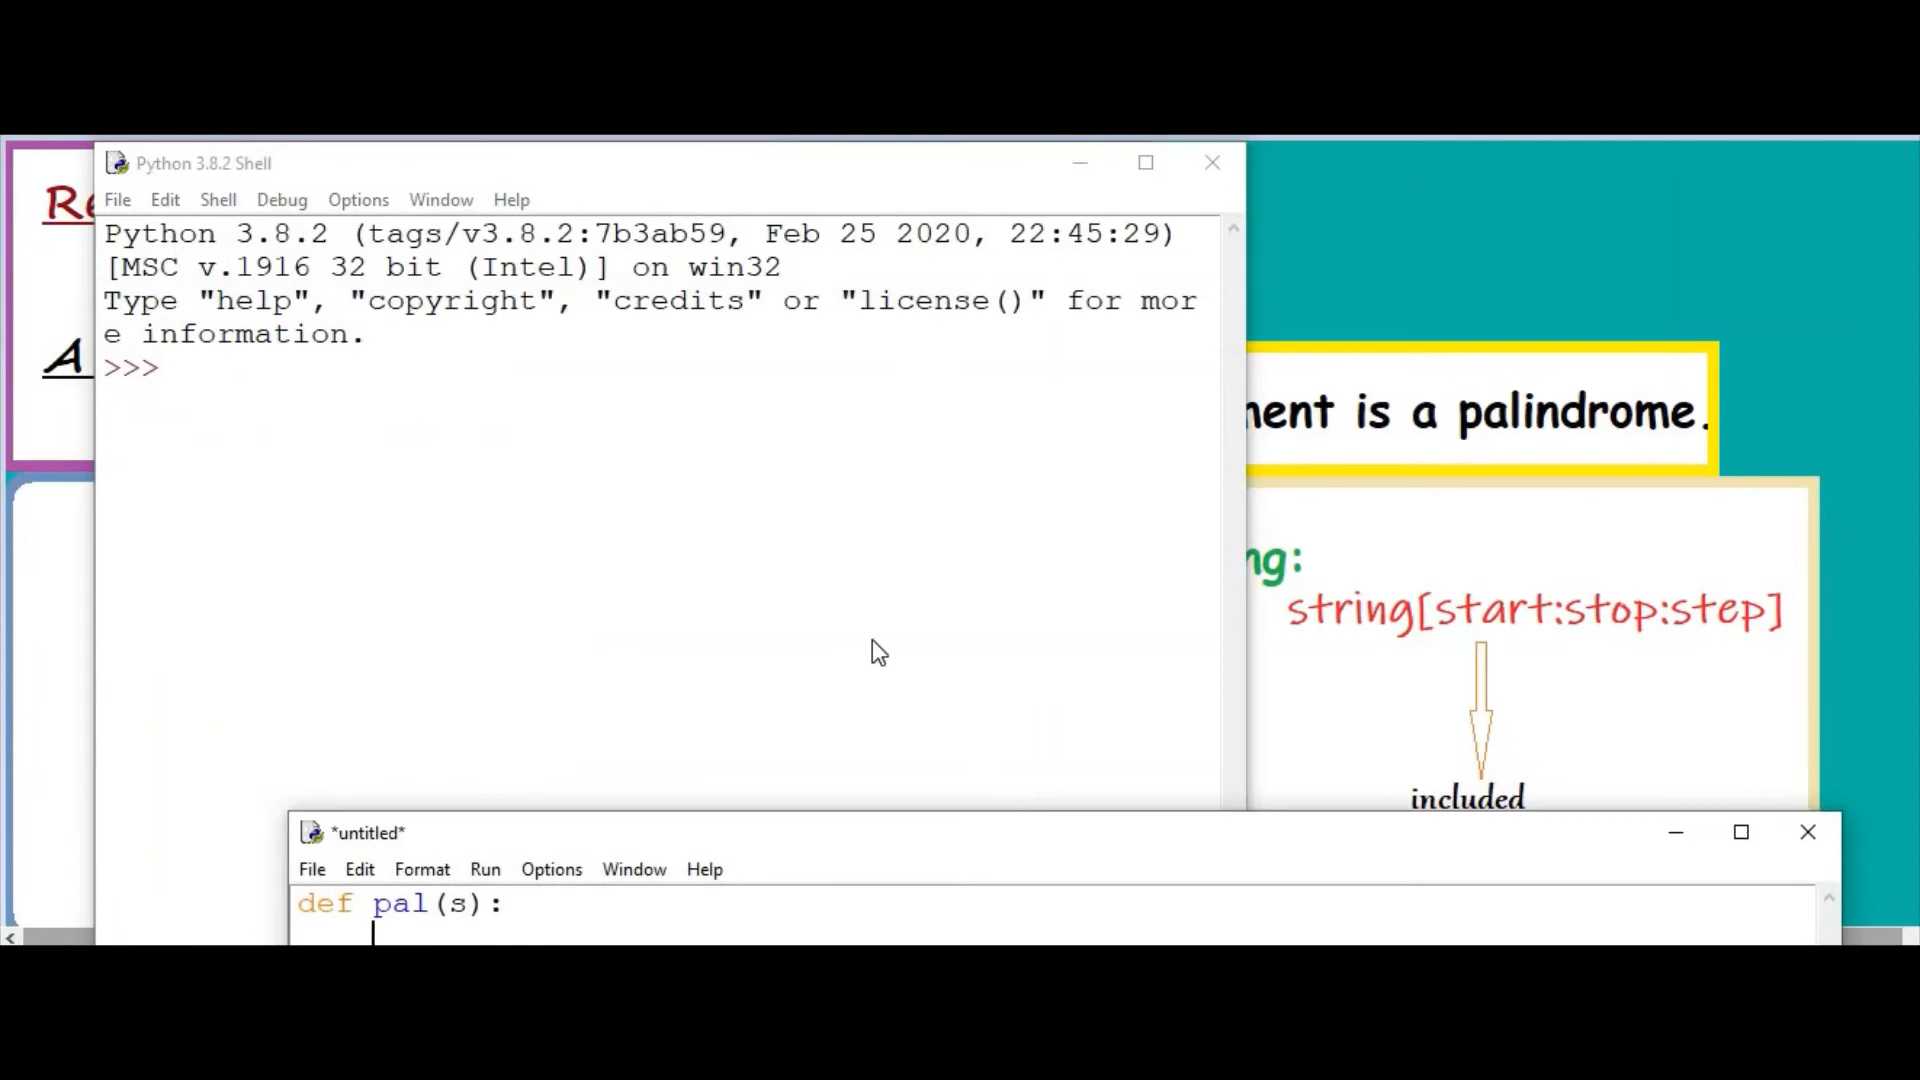 Python 3.8.2 Shell
File Edit Shell Debug Options Window Help
Python 3.8.2 (tags/v3.8.2:7b3ab59, Feb 25 2020, 22:45:29)
[MSC v.1916 32 bit (Intel)] on win32
Type "help", "copyright", "credits" or "license()" for mor
e information.
>>>
Re
A
ment is a palindrome.
ng:
string[start:stop:step]
included
*untitled*
File Edit Format Run Options Window Help
def pal(s):